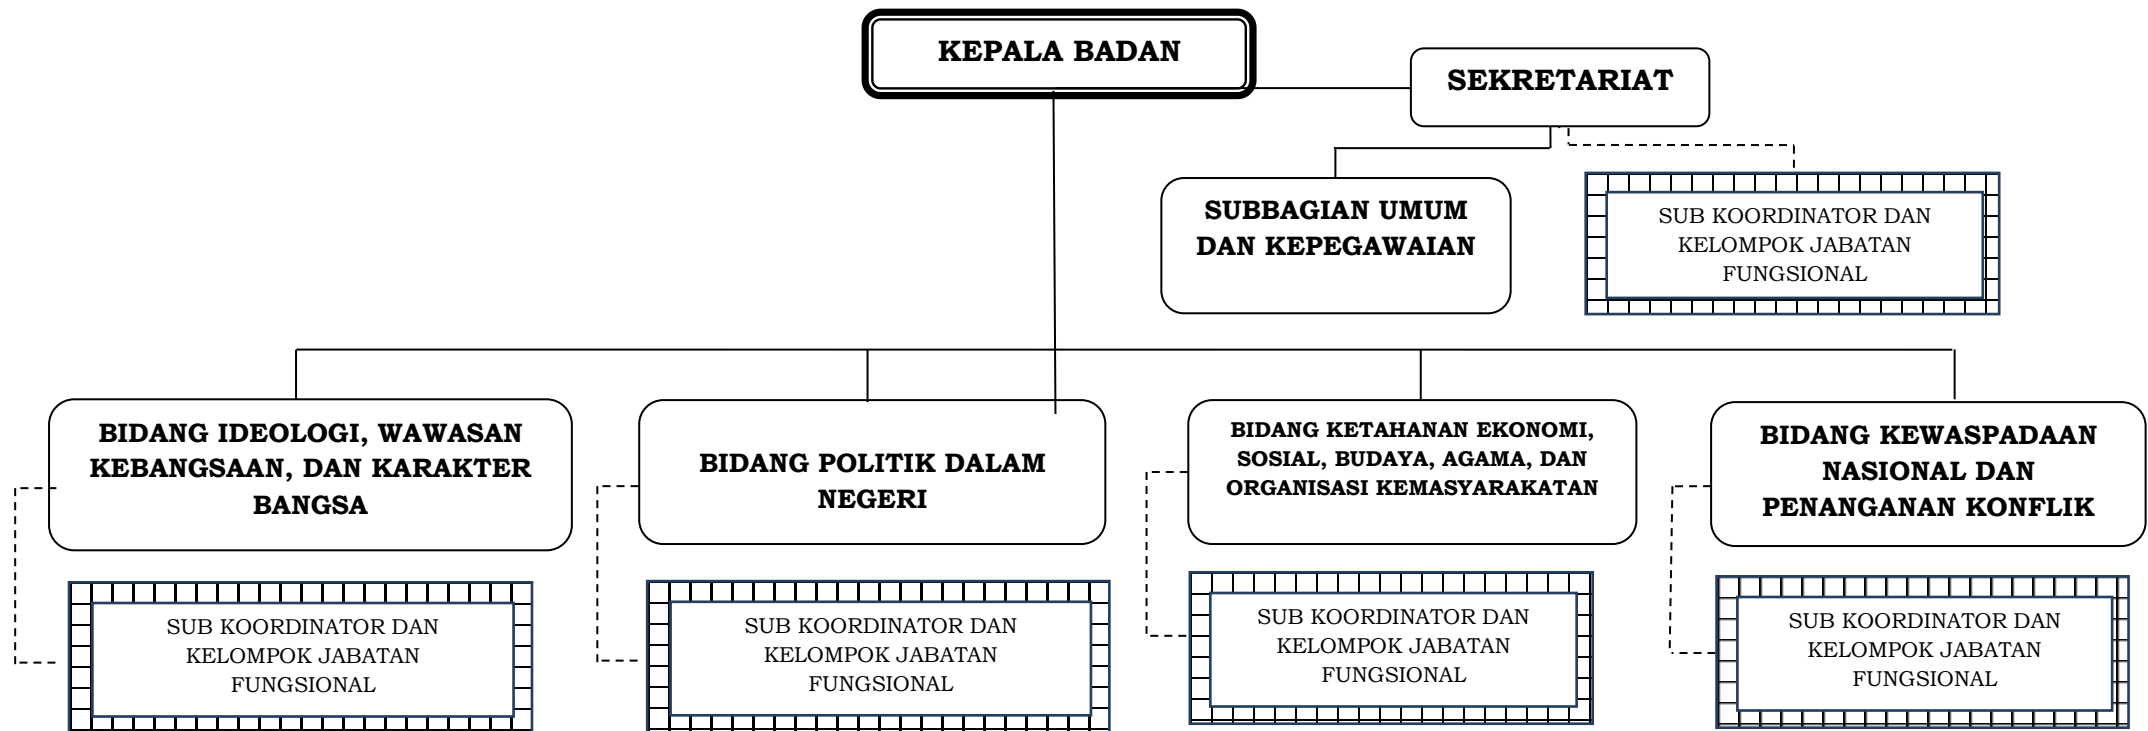 KEPALA BADAN
SEKRETARIAT
SUBBAGIAN UMUM
DAN KEPEGAWAIAN
SUB KOORDINATOR DAN
KELOMPOK JABATAN
FUNGSIONAL
BIDANG IDEOLOGI, WAWASAN
KEBANGSAAN, DAN KARAKTER
BANGSA
BIDANG POLITIK DALAM
NEGERI
BIDANG KETAHANAN EKONOMI,
SOSIAL, BUDAYA, AGAMA, DAN
ORGANISASI KEMASYARAKATAN
BIDANG KEWASPADAAN
NASIONAL DAN
PENANGANAN KONFLIK
SUB KOORDINATOR DAN
KELOMPOK JABATAN
FUNGSIONAL
SUB KOORDINATOR DAN
KELOMPOK JABATAN
FUNGSIONAL
SUB KOORDINATOR DAN
KELOMPOK JABATAN
FUNGSIONAL
SUB KOORDINATOR DAN
KELOMPOK JABATAN
FUNGSIONAL